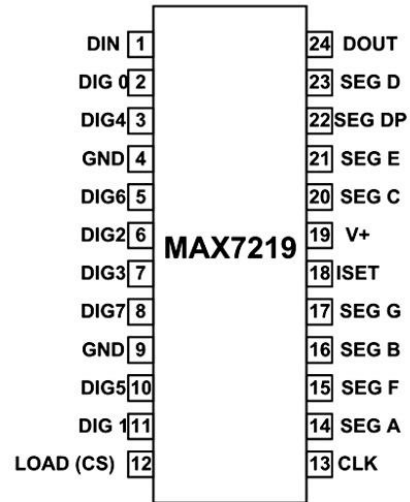 DIN 1 24 DOUT
DIG 0 2 23 SEG D
DIG4 3 22 SEG DP
GND 4 21 SEG E
DIG6 5 20 SEG C
DIG2 6 19 V+
MAX7219
DIG3 7 18 ISET
DIG7 8 17 SEG G
GND 9 16 SEG B
DIG5 10 15 SEG F
DIG 1 11 14 SEG A
LOAD (CS) 12 13 CLK